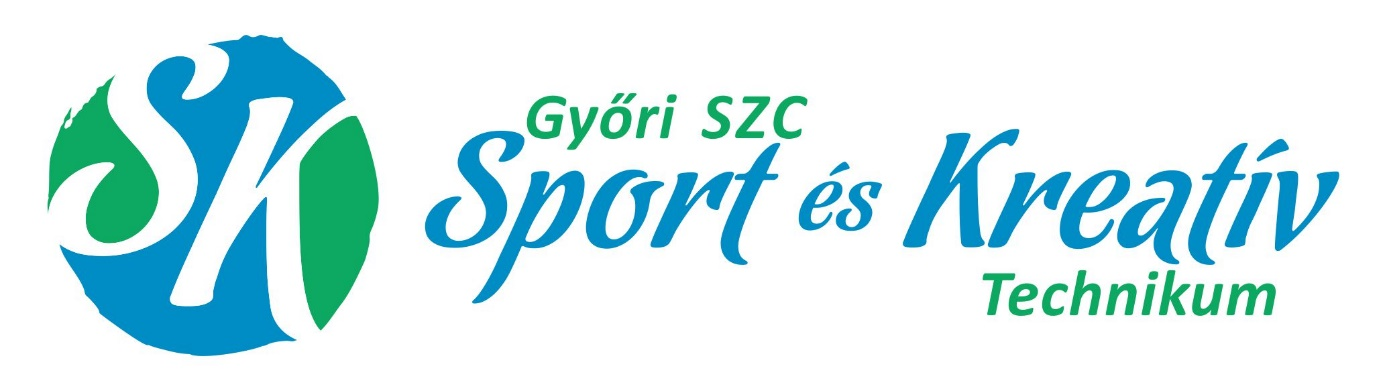 SK
Győri SZC
Sport és Kreatív
Technikum